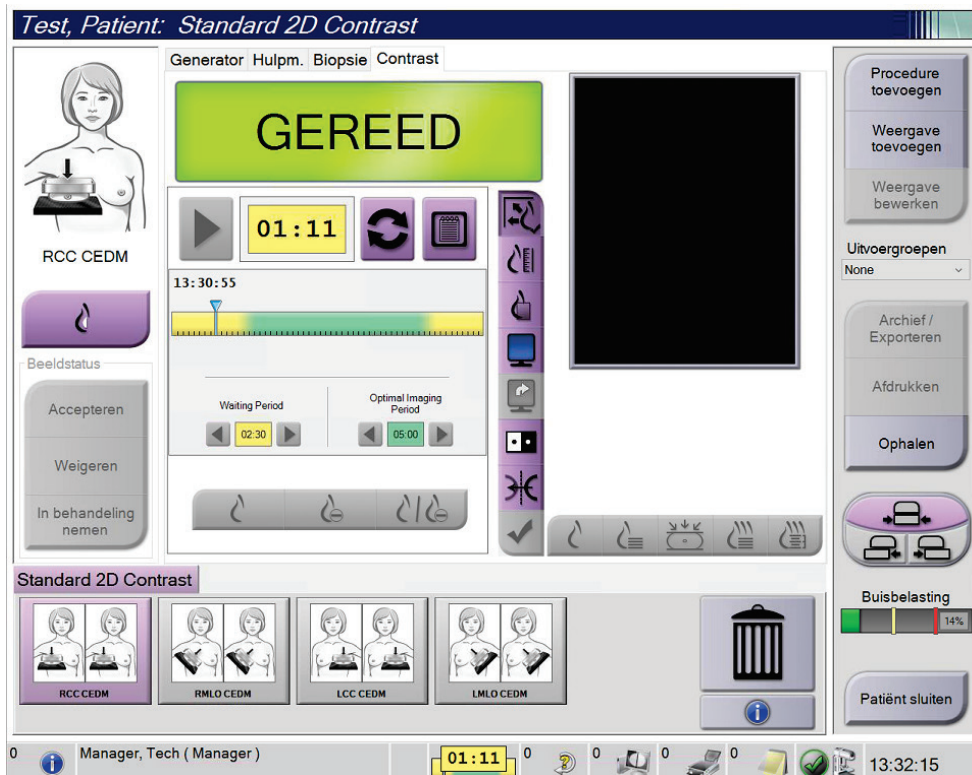 Test, Patient: Standard 2D Contrast
Generator Hulpm. Biopsie Contrast
GEREED
RCC CEDM
01:11
13:30:55
Waiting Period
Optimal Imaging
Period
02:30
05:00
Beeldstatus
Accepteren
Weigeren
In behandeling
nemen
Procedure
toevoegen
Weergave
toevoegen
Weergave
bewerken
Uitvoergroepen
None
Archief /
Exporteren
Afdrukken
Ophalen
Buisbelasting
14%
Patiënt sluiten
Standard 2D Contrast
RCC CEDM
RMLO CEDM
LCC CEDM
LMLO CEDM
0 Manager, Tech ( Manager ) 01:11 0 0 0 0 13:32:15